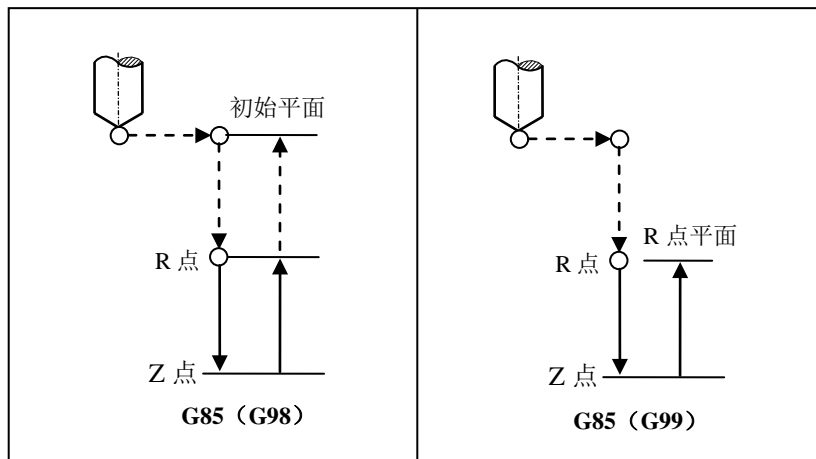 初始平面
R 点
Z 点
G85（G98）
R 点平面
R 点
Z 点
G85（G99）